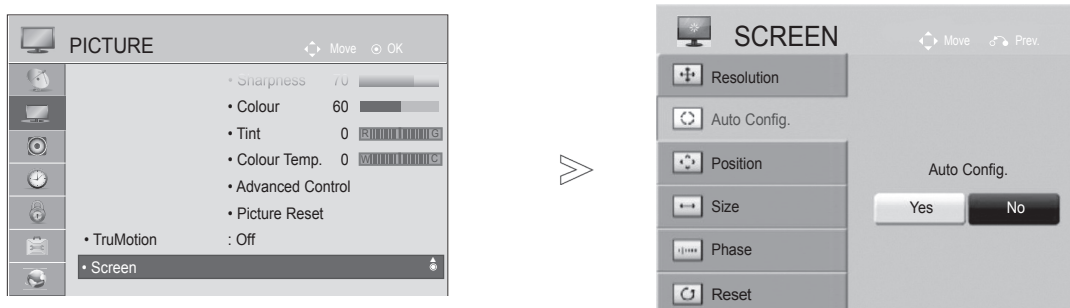 PICTURE
Move OK
• Sharpness 70
• Colour 60
• Tint 0 R G
• Colour Temp. 0 W C
• Advanced Control
• Picture Reset
• TruMotion : Off
• Screen
SCREEN
Move Prev.
Resolution
Auto Config.
Position
Size
Phase
Reset
Auto Config.
Yes No